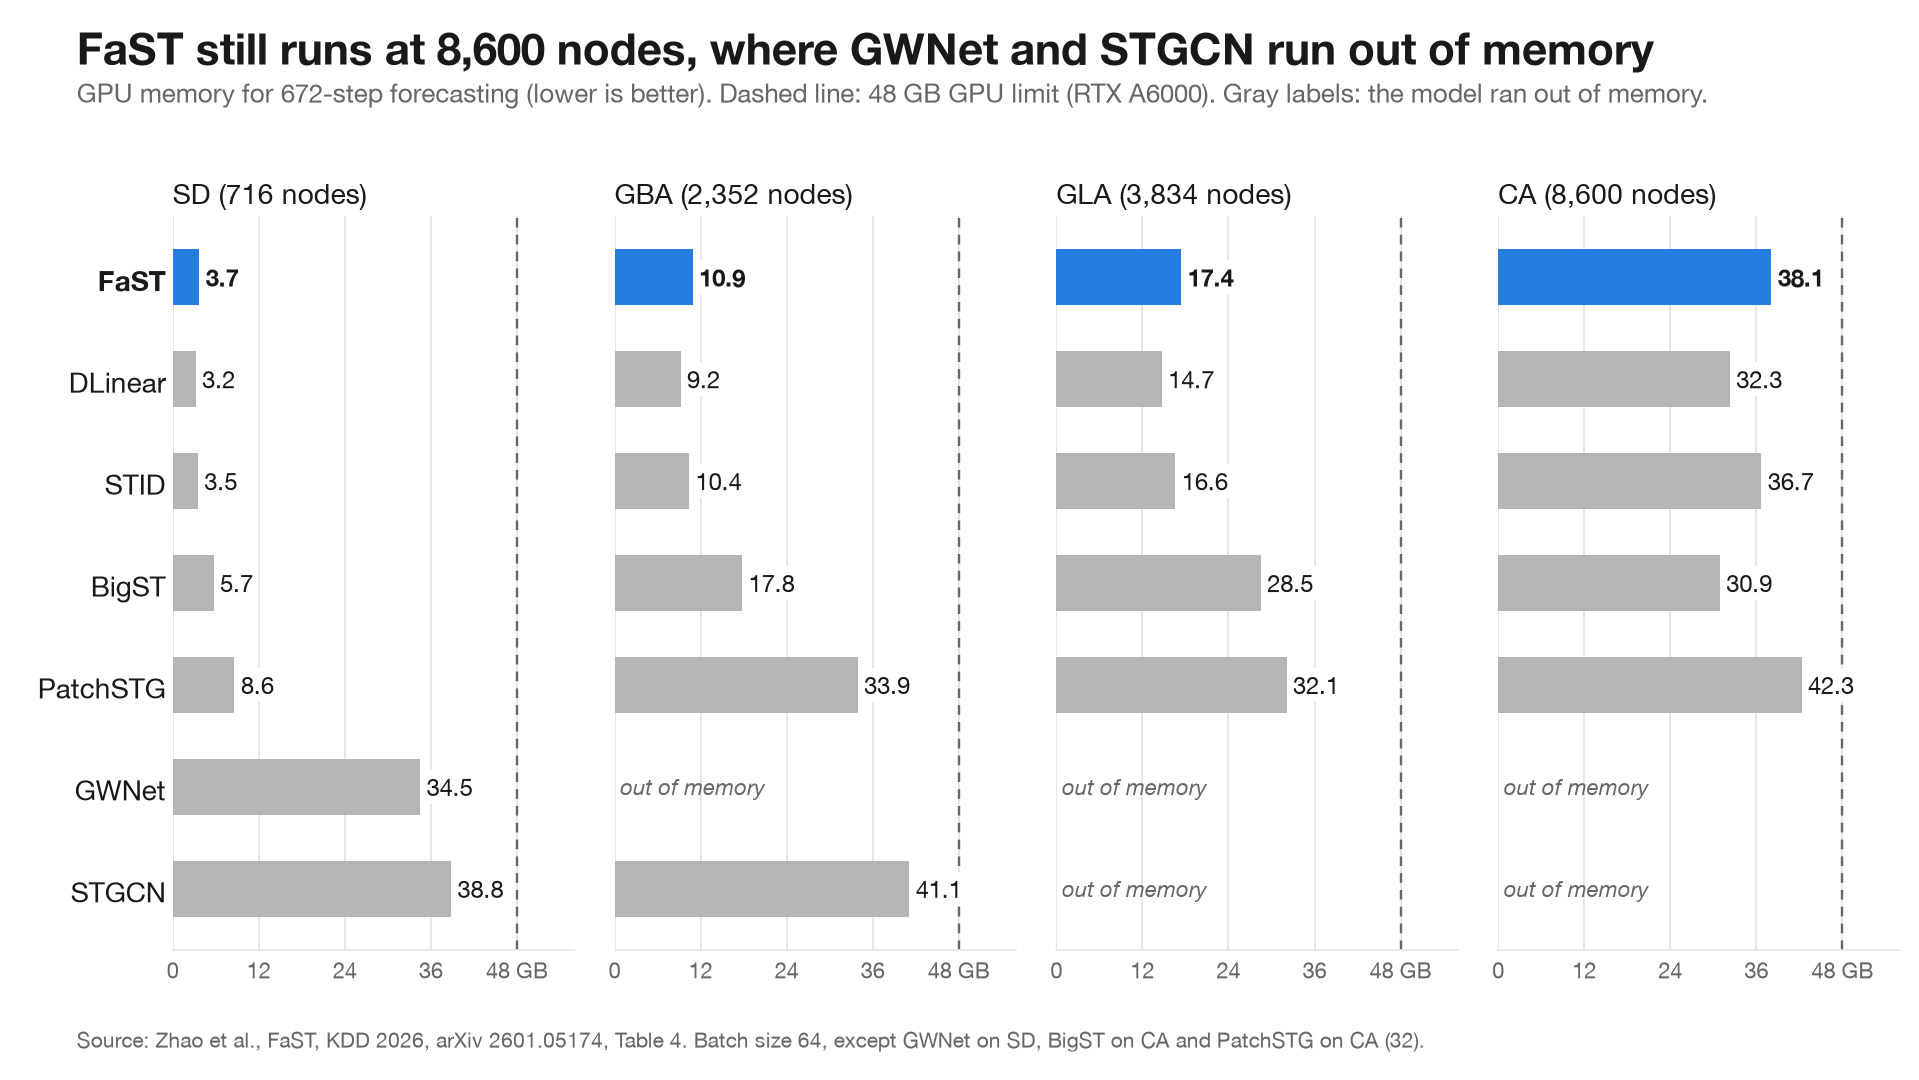 FaST still runs at 8,600 nodes, where GWNet and STGCN run out of memory
GPU memory for 672-step forecasting (lower is better). Dashed line: 48 GB GPU limit (RTX A6000). Gray labels: the model ran out of memory.
SD (716 nodes)
GBA (2,352 nodes)
GLA (3,834 nodes)
CA (8,600 nodes)
FaST 3.7 10.9 17.4 38.1
DLinear 3.2 9.2 14.7 32.3
STID 3.5 10.4 16.6 36.7
BigST 5.7 17.8 28.5 30.9
PatchSTG 8.6 33.9 32.1 42.3
GWNet 34.5 out of memory out of memory out of memory
STGCN 38.8 41.1 out of memory out of memory
0 12 24 36 48 GB 0 12 24 36 48 GB 0 12 24 36 48 GB 0 12 24 36 48 GB
Source: Zhao et al., FaST, KDD 2026, arXiv 2601.05174, Table 4. Batch size 64, except GWNet on SD, BigST on CA and PatchSTG on CA (32).